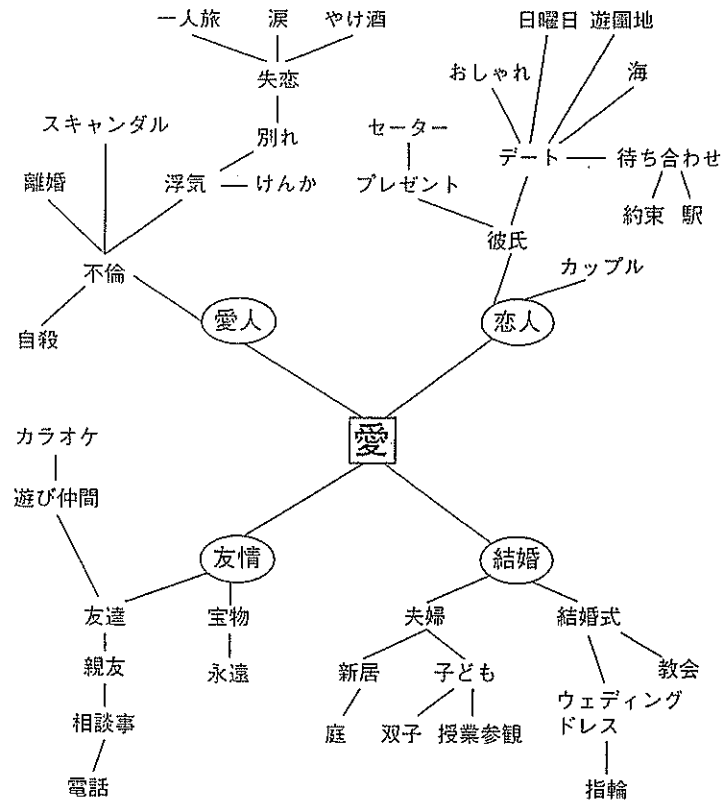 一人旅 涙 やけ酒
日曜日 遊園地
おしゃれ 海
失恋
スキャンダル
別れ
セーター
デート 待ち合わせ
離婚 浮気 けんか
プレゼント
約束 駅
彼氏
不倫
カップル
愛人
恋人
自殺
愛
カラオケ
遊び仲間
友情
結婚
友達 宝物
夫婦 結婚式
親友 永遠
新居 子ども
教会
ウェディング
ドレス
相談事
庭 双子 授業参観
電話
指輪